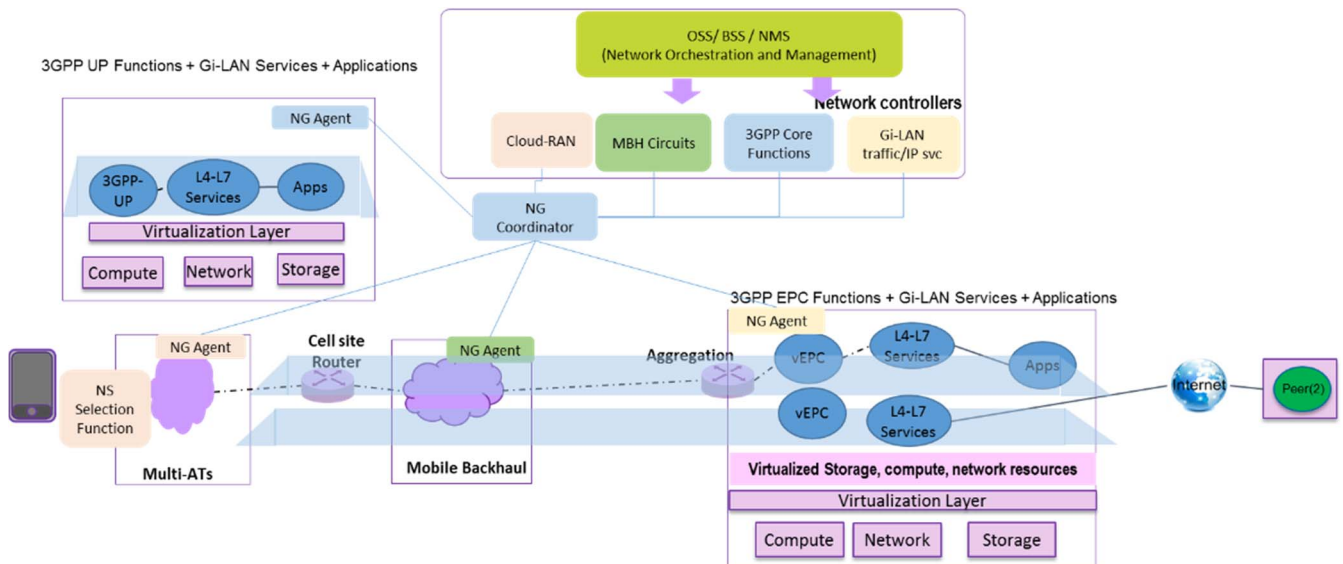 OSS/ BSS / NMS
(Network Orchestration and Management)
3GPP UP Functions + Gi-LAN Services + Applications
Network controllers
NG Agent
Cloud-RAN
MBH Circuits
3GPP Core
Functions
Gi-LAN
traffic/IP svc
3GPP-
UP
L4-L7
Services
Apps
NG
Coordinator
Virtualization Layer
Compute
Network
Storage
3GPP EPC Functions + Gi-LAN Services + Applications
NG Agent
NG Agent
NG Agent
Cell site
Router
Aggregation
vEPC
L4-L7
Services
Apps
NS
Selection
Function
vEPC
L4-L7
Services
Internet
Peer(2)
Multi-ATs
Mobile Backhaul
Virtualized Storage, compute, network resources
Virtualization Layer
Compute
Network
Storage